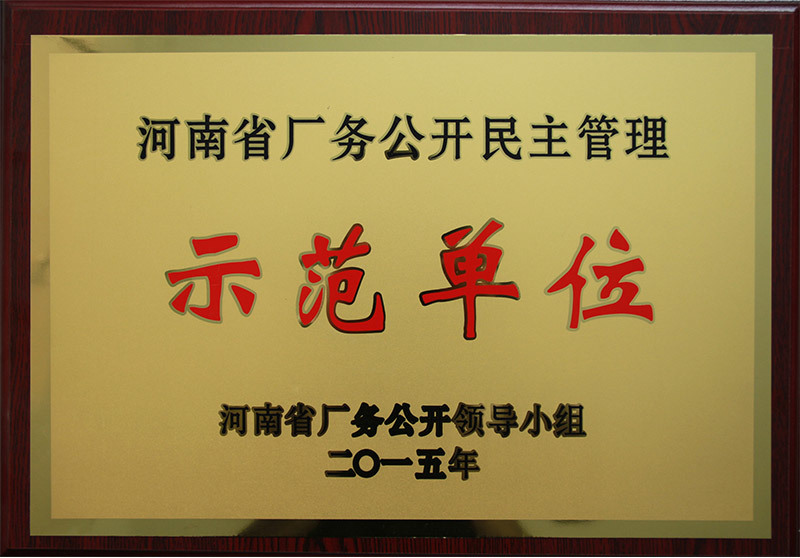 河南省厂务公开民主管理
示范单位
河南省厂务公开领导小组
二〇一五年